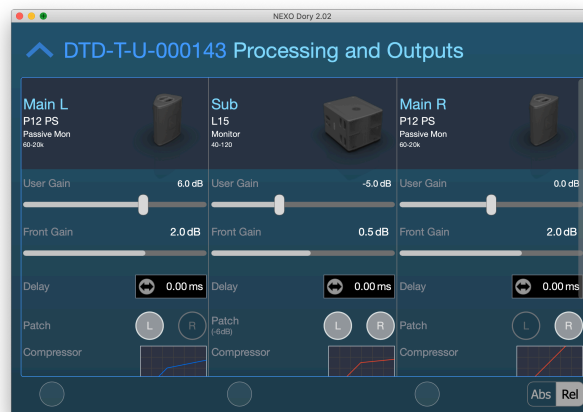 NEXO Dory 2.02
DTD-T-U-000143 Processing and Outputs
Main L
P12 PS
Passive Mon
60-20k
User Gain 6.0 dB
Front Gain 2.0 dB
Delay 0.00 ms
Patch L R
Compressor
Sub
L15
Monitor
40-120
User Gain -5.0 dB
Front Gain 0.5 dB
Delay 0.00 ms
Patch L R
(-6dB)
Compressor
Main R
P12 PS
Passive Mon
60-20k
User Gain 0.0 dB
Front Gain 2.0 dB
Delay 0.00 ms
Patch L R
Compressor
Abs Rel